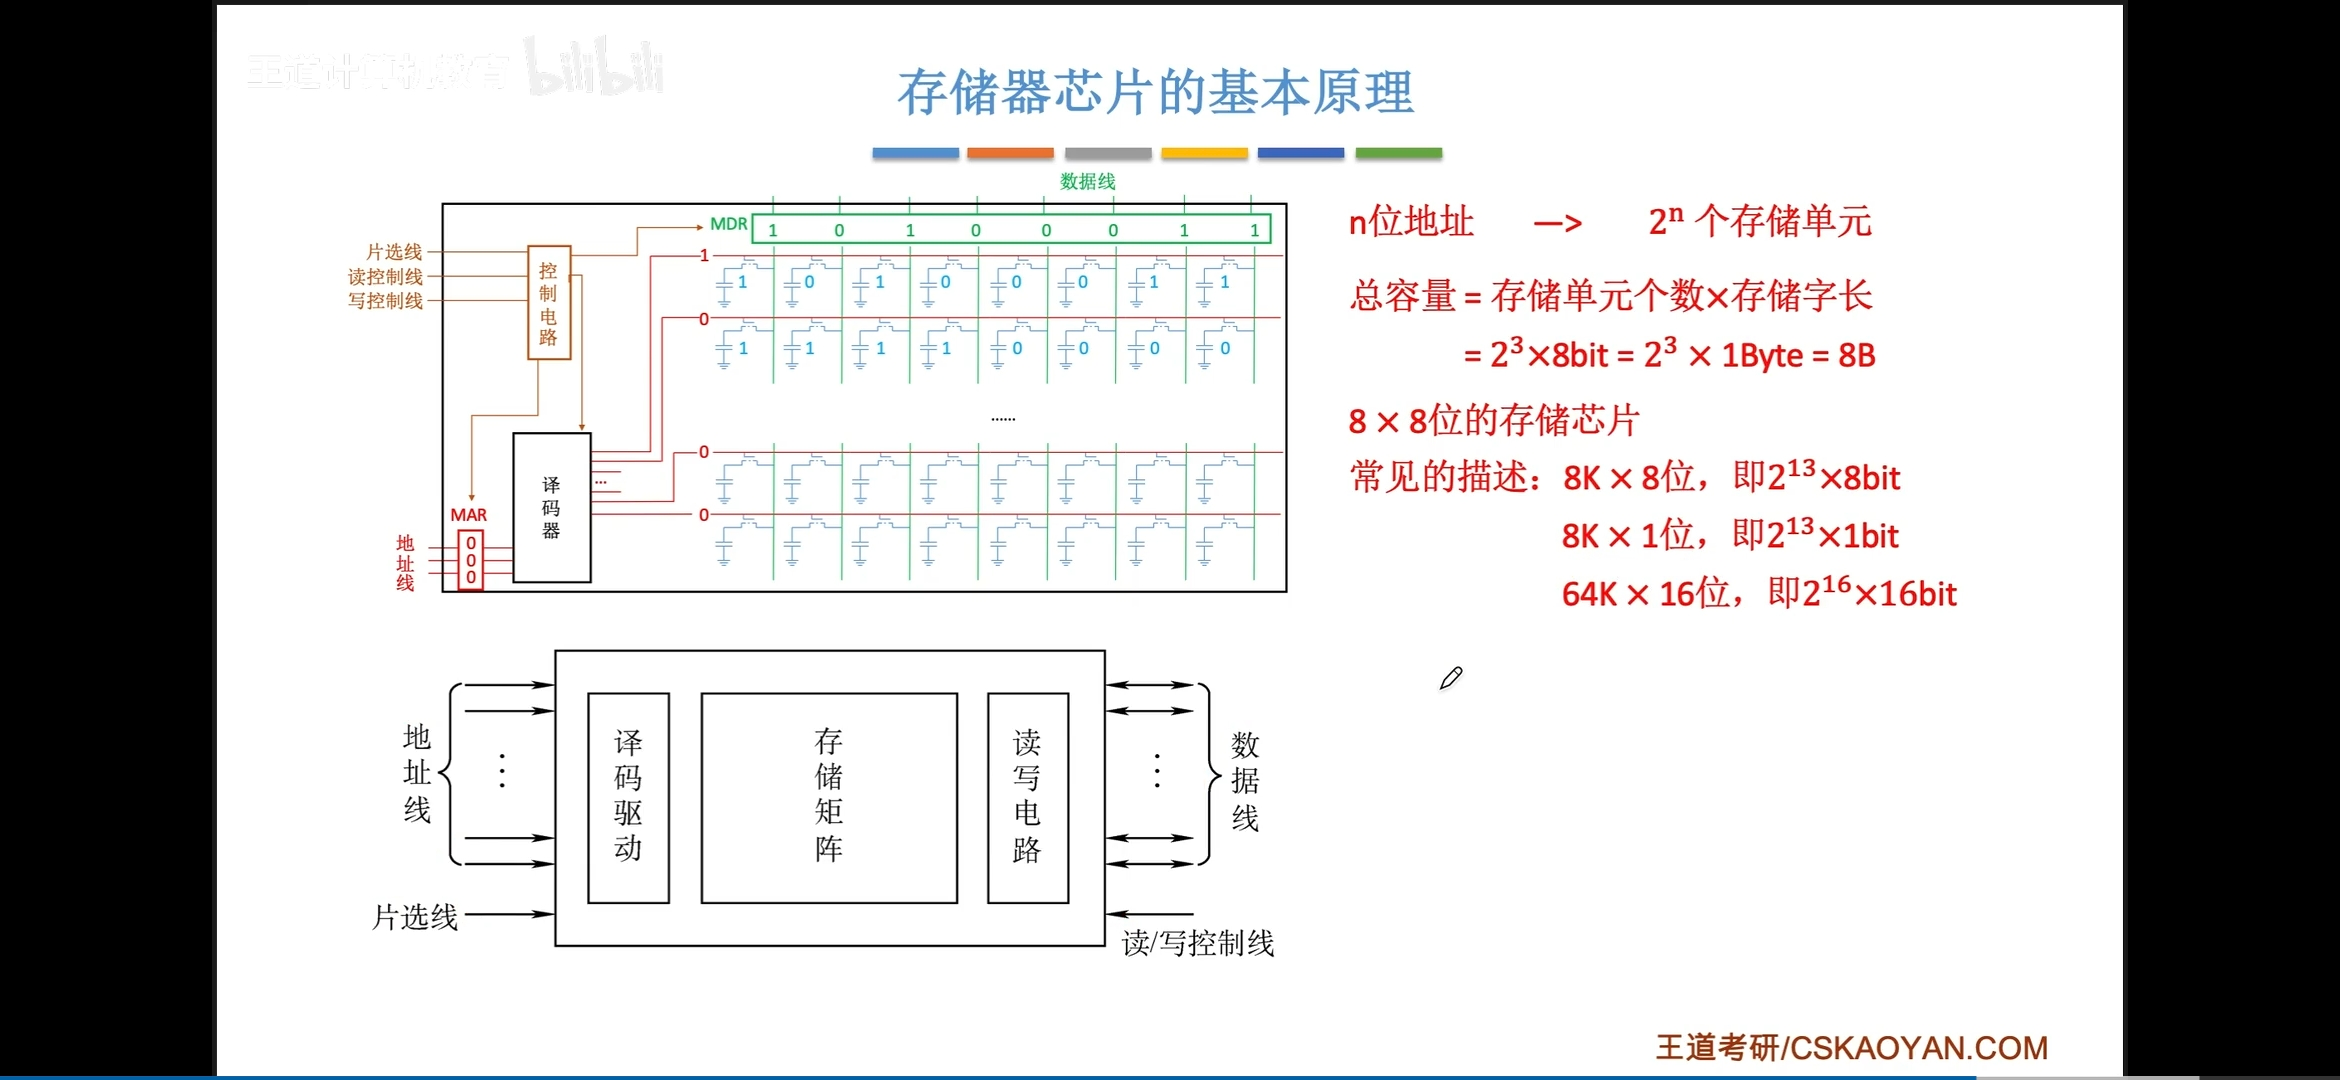 王道计算机教育 bilibili
存储器芯片的基本原理
数据线
MDR 1 0 1 0 0 0 1 1
片选线
读控制线
写控制线
控制电路
1
1 0 1 0 0 0 1 1
0
1 1 1 1 0 0 0 0
......
0
0
译码器
...
MAR
地址线
0
0
0
n位地址 —> 2ⁿ 个存储单元
总容量 = 存储单元个数×存储字长
= 2³×8bit = 2³ × 1Byte = 8B
8 × 8位的存储芯片
常见的描述：8K × 8位，即2¹³×8bit
8K × 1位，即2¹³×1bit
64K × 16位，即2¹⁶×16bit
地址线
译码驱动
存储矩阵
读写电路
数据线
片选线
读/写控制线
王道考研/CSKAOYAN.COM